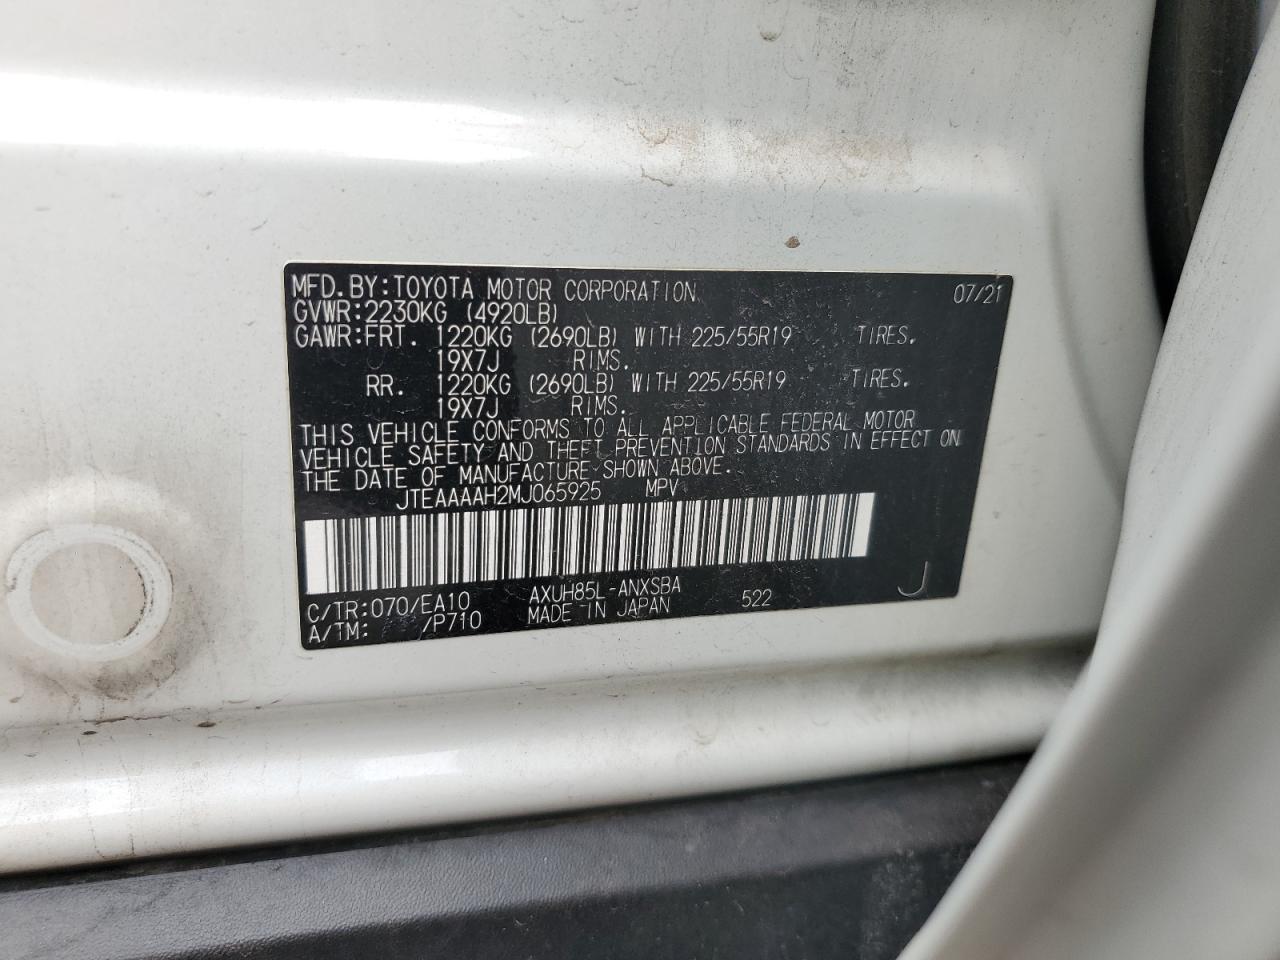 MFD.BY:TOYOTA MOTOR CORPORATION 07/21
GVWR:2230KG (4920LB)
GAWR:FRT. 1220KG (2690LB) WITH 225/55R19 TIRES.
19X7J RIMS.
RR. 1220KG (2690LB) WITH 225/55R19 TIRES.
19X7J RIMS.
THIS VEHICLE CONFORMS TO ALL APPLICABLE FEDERAL MOTOR
VEHICLE SAFETY AND THEFT PREVENTION STANDARDS IN EFFECT ON
THE DATE OF MANUFACTURE SHOWN ABOVE.
JTEAAAAH2MJ065925 MPV
C/TR:070/EA10 AXUH85L-ANXSBA 522 J
A/TM: /P710 MADE IN JAPAN